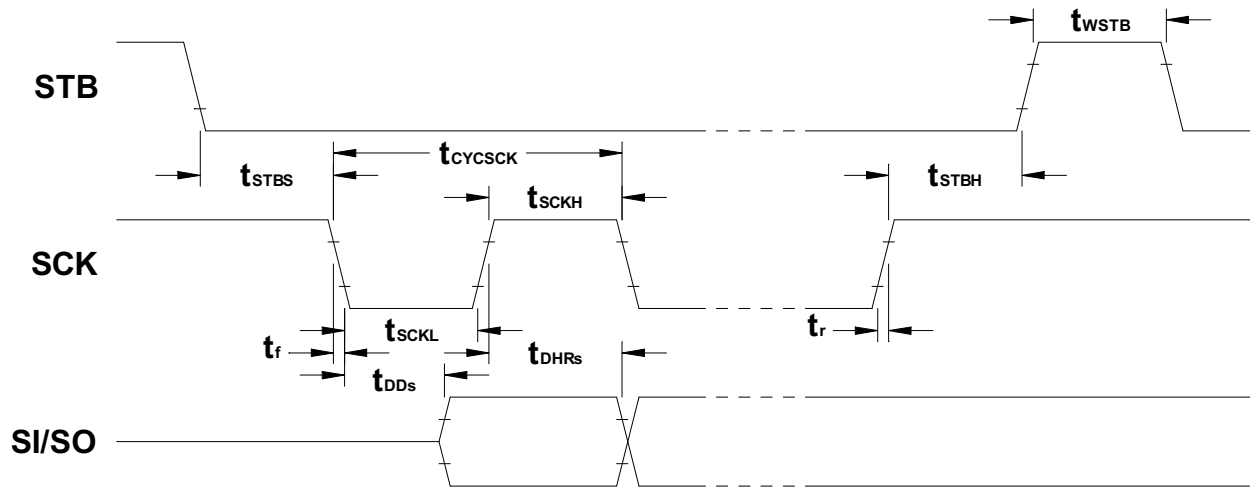 tWSTB
STB
tCYCSCK
tSTBS
tSTBH
tSCKH
SCK
tSCKL
tr
tf
tDHRs
tDDs
SI/SO